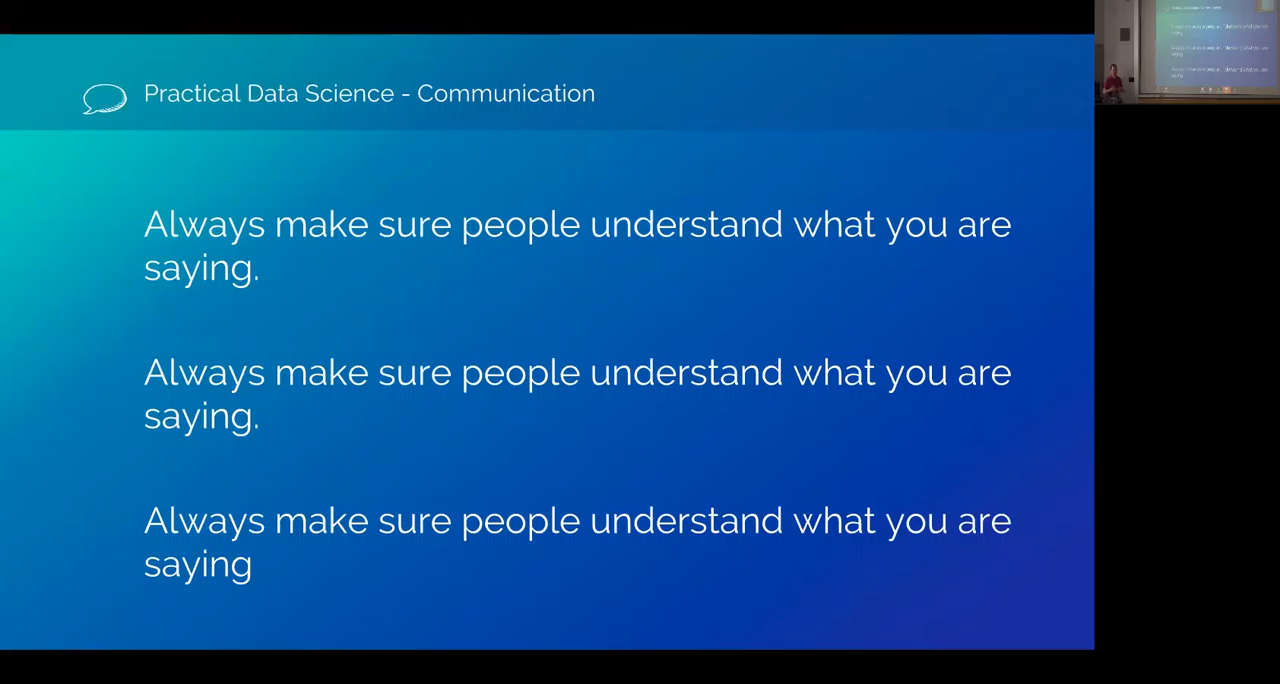 Practical Data Science - Communication
Always make sure people understand what you are
saying.
Always make sure people understand what you are
saying.
Always make sure people understand what you are
saying